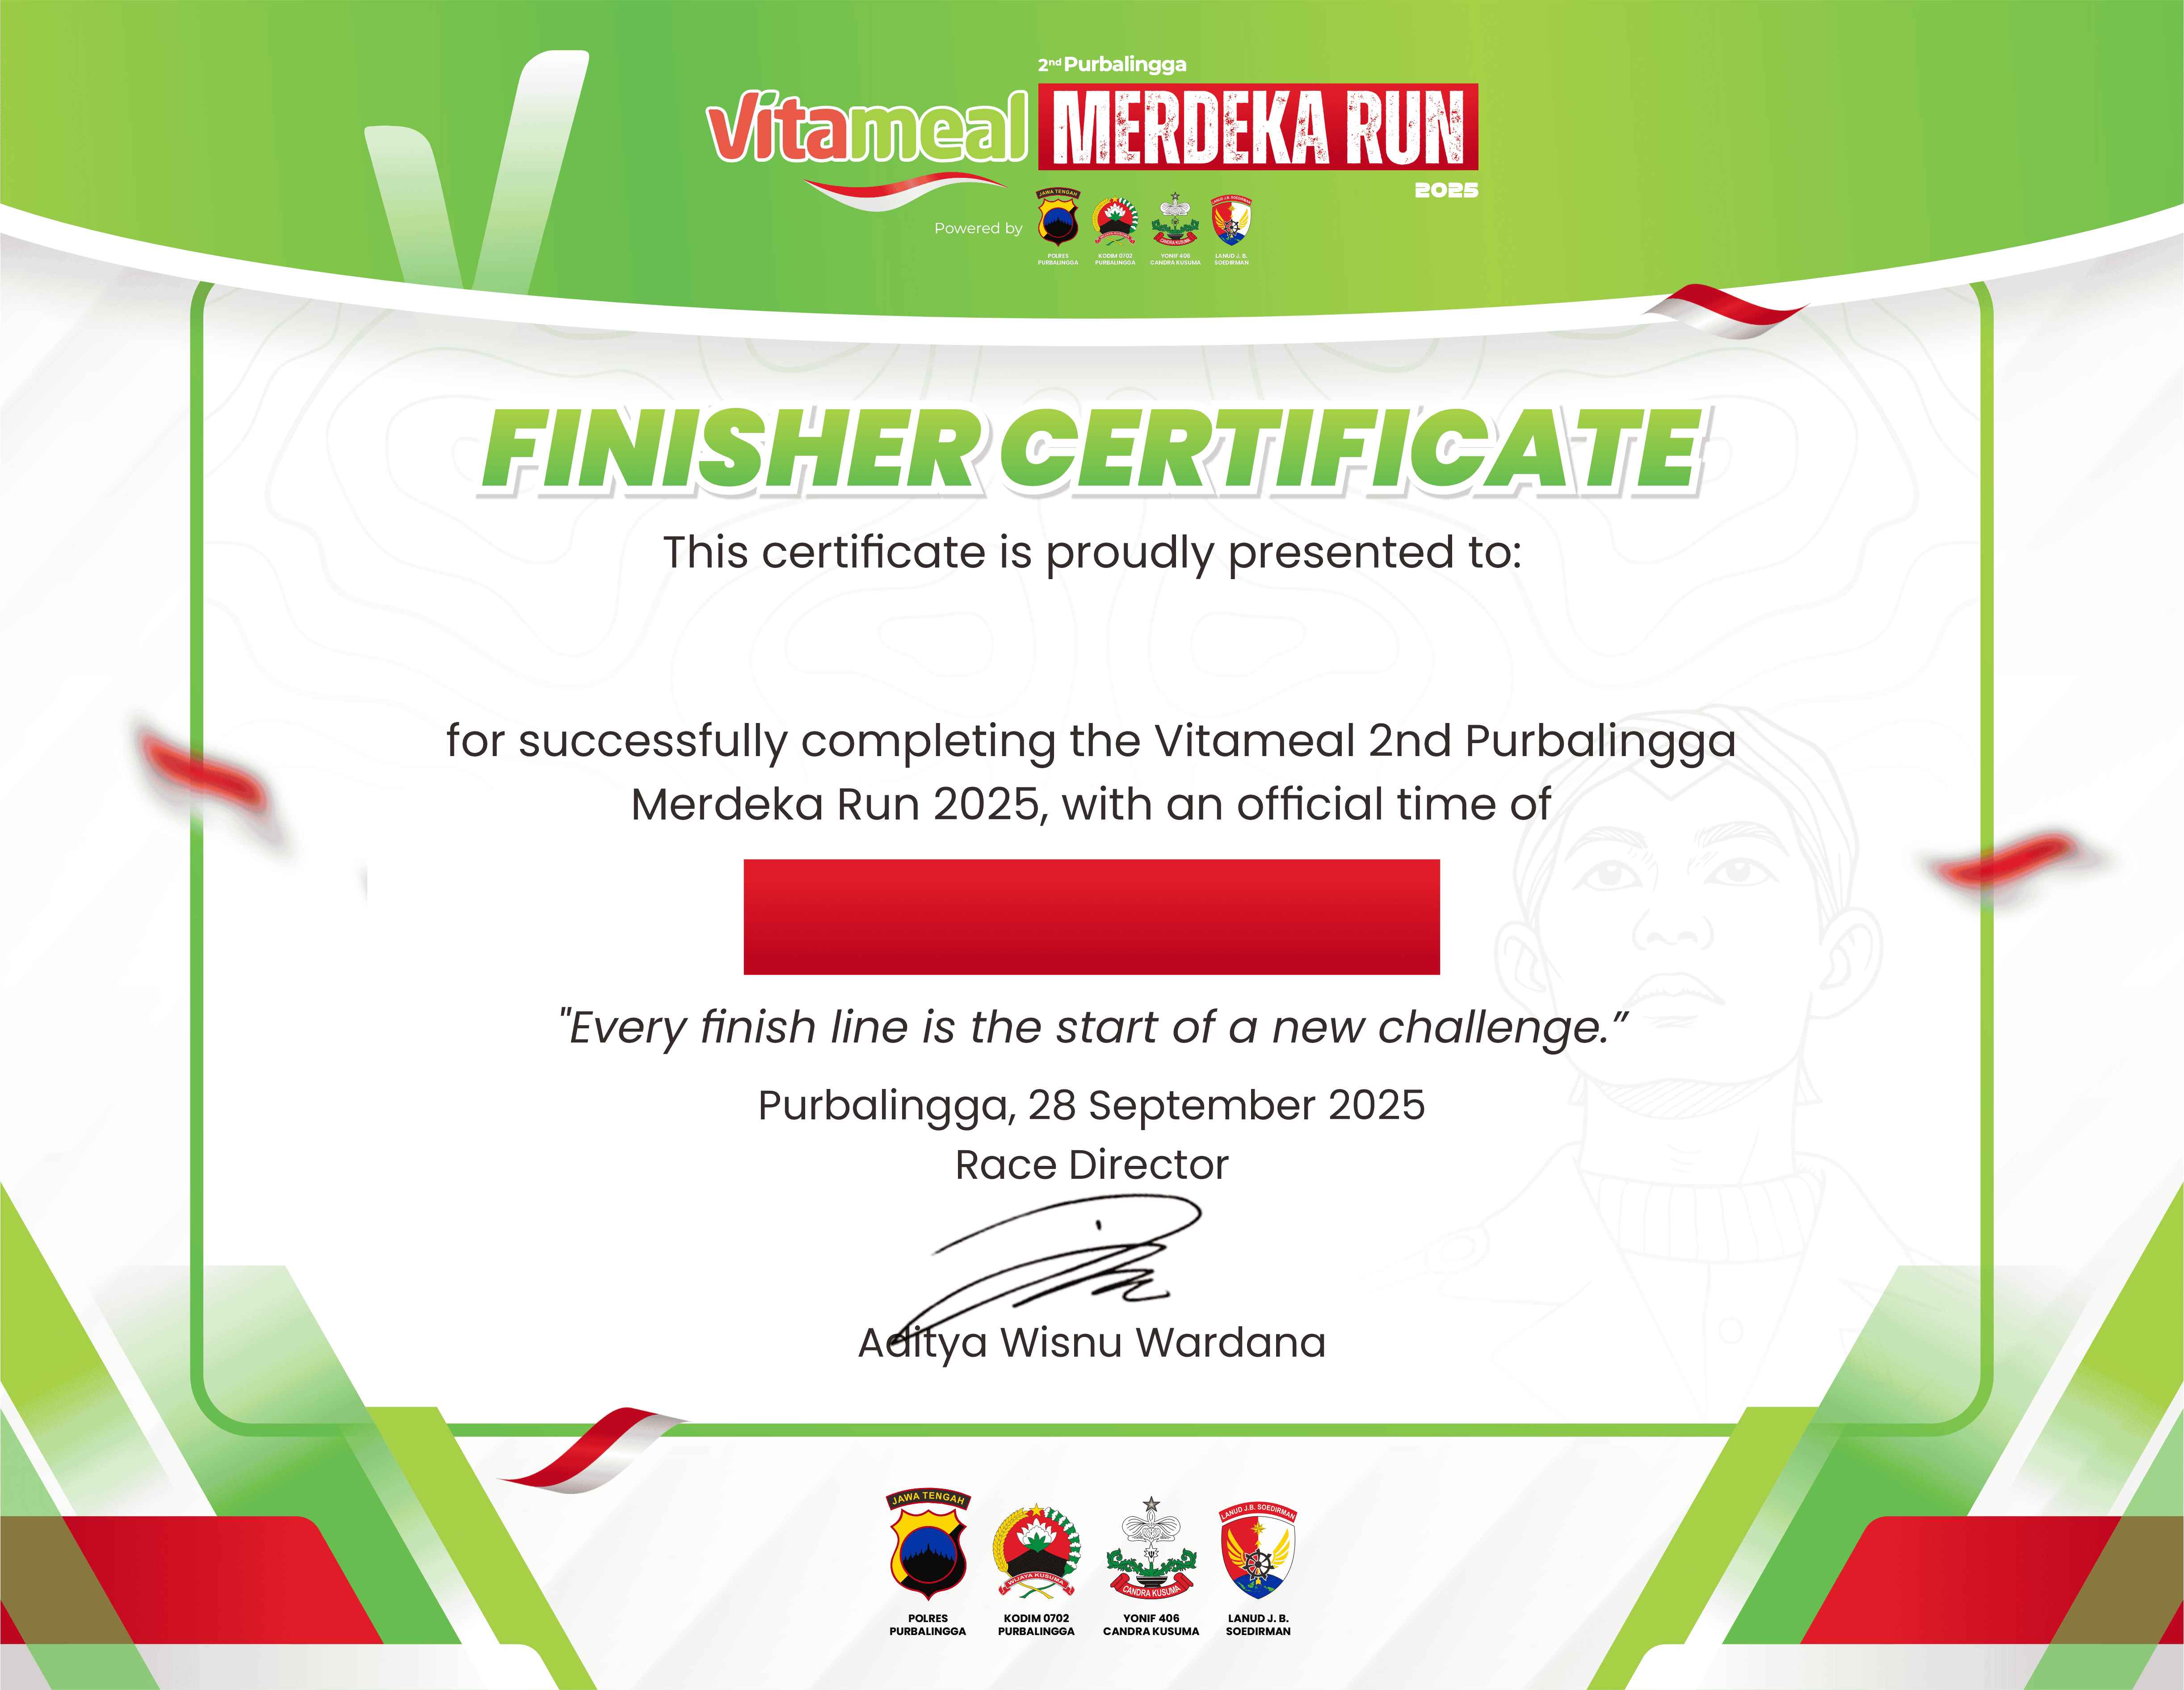 2nd Purbalingga
Vitameal MERDEKA RUN
2025
Powered by
JAWA TENGAH
LANUD J.B. SOEDIRMAN
CANDRA KUSUMA
POLRES PURBALINGGA
KODIM 0702 PURBALINGGA
YONIF 406 CANDRA KUSUMA
LANUD J. B. SOEDIRMAN
FINISHER CERTIFICATE
This certificate is proudly presented to:
for successfully completing the Vitameal 2nd Purbalingga
Merdeka Run 2025, with an official time of
"Every finish line is the start of a new challenge.”
Purbalingga, 28 September 2025
Race Director
Aditya Wisnu Wardana
JAWA TENGAH
WIJAYA KUSUMA
CANDRA KUSUMA
LANUD J.B. SOEDIRMAN
POLRES
PURBALINGGA
KODIM 0702
PURBALINGGA
YONIF 406
CANDRA KUSUMA
LANUD J. B.
SOEDIRMAN